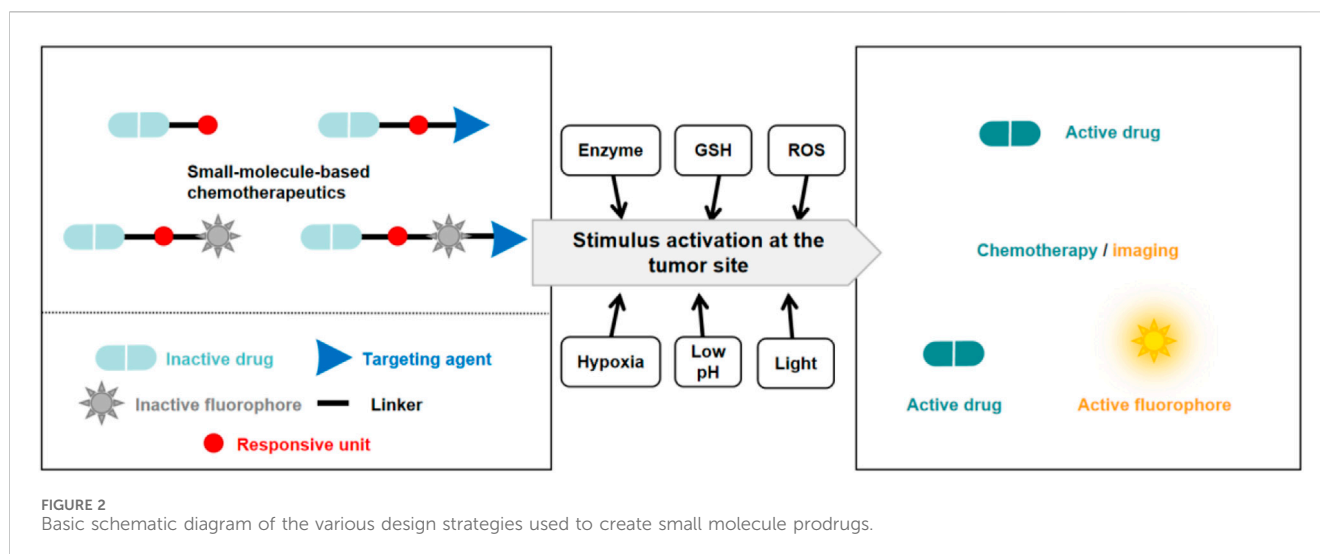 Small-molecule-based
chemotherapeutics
Inactive drug
Targeting agent
Inactive fluorophore
Linker
Responsive unit
Enzyme
GSH
ROS
Stimulus activation at the
tumor site
Hypoxia
Low
pH
Light
Active drug
Chemotherapy / imaging
Active drug
Active fluorophore
FIGURE 2
Basic schematic diagram of the various design strategies used to create small molecule prodrugs.